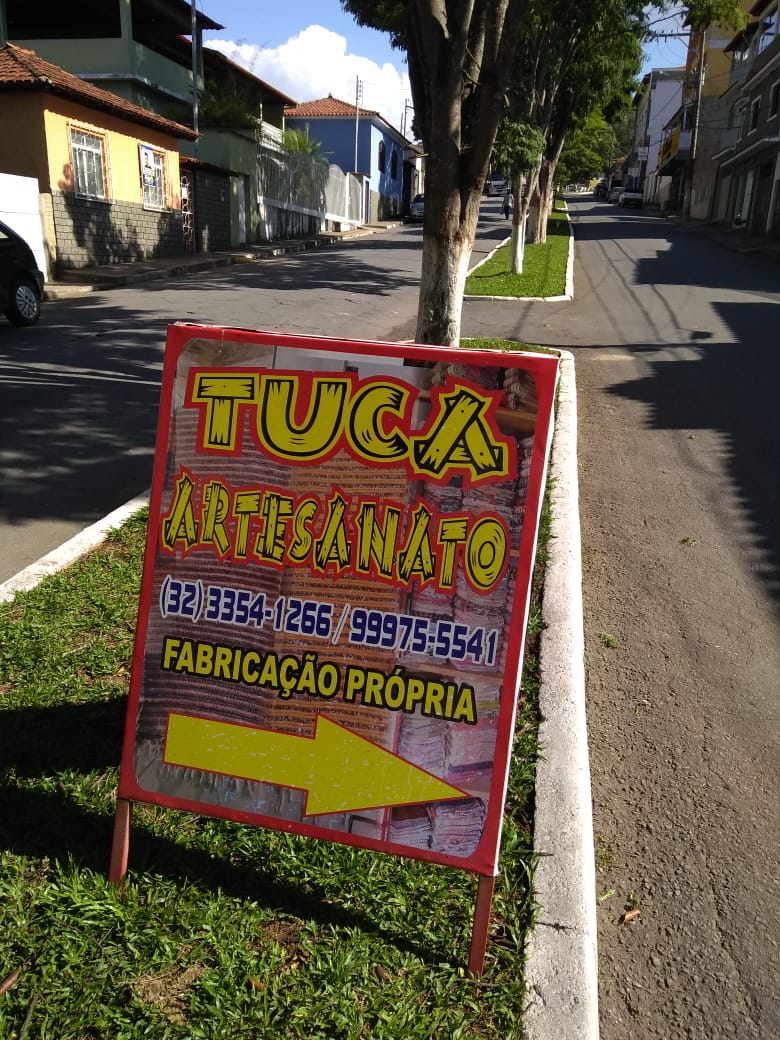 TUCA
ARTESANATO
(32) 3354-1266 / 99975-5541
FABRICAÇÃO PRÓPRIA